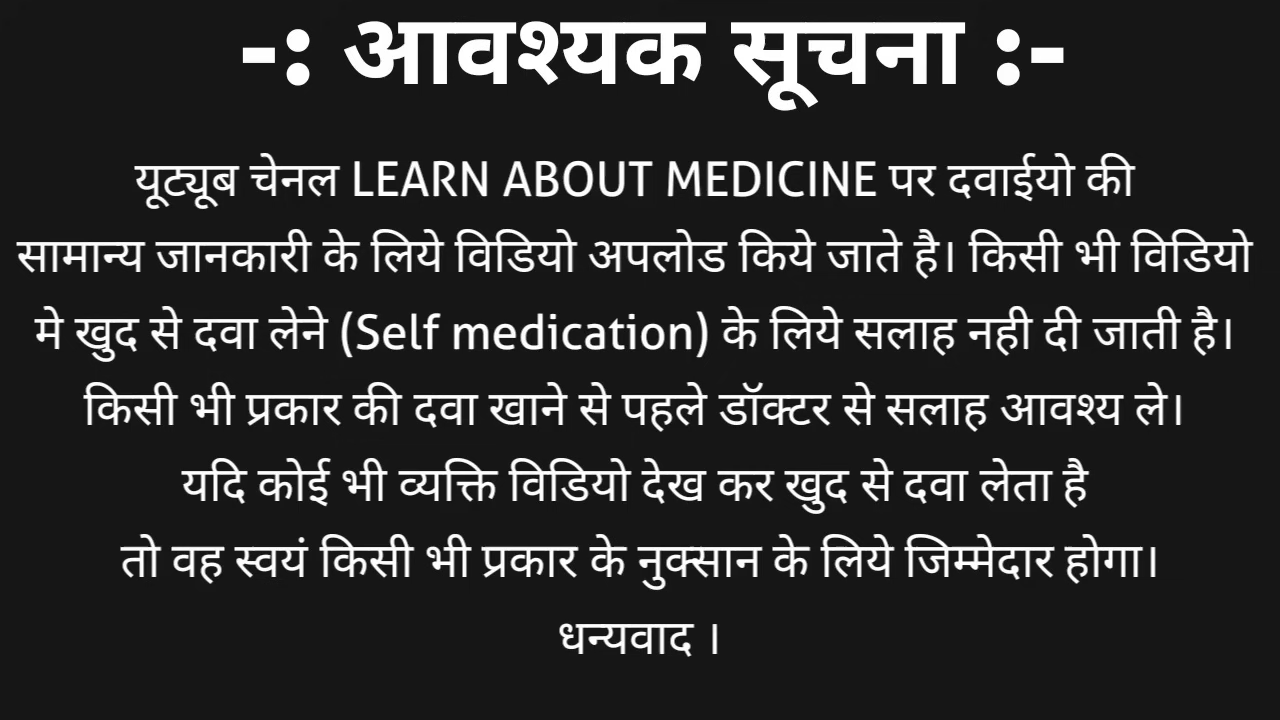 -: आवश्यक सूचना :-
यूट्यूब चेनल LEARN ABOUT MEDICINE पर दवाईयो की
सामान्य जानकारी के लिये विडियो अपलोड किये जाते है। किसी भी विडियो
मे खुद से दवा लेने (Self medication) के लिये सलाह नही दी जाती है।
किसी भी प्रकार की दवा खाने से पहले डॉक्टर से सलाह आवश्य ले।
यदि कोई भी व्यक्ति विडियो देख कर खुद से दवा लेता है
तो वह स्वयं किसी भी प्रकार के नुक्सान के लिये जिम्मेदार होगा।
धन्यवाद ।